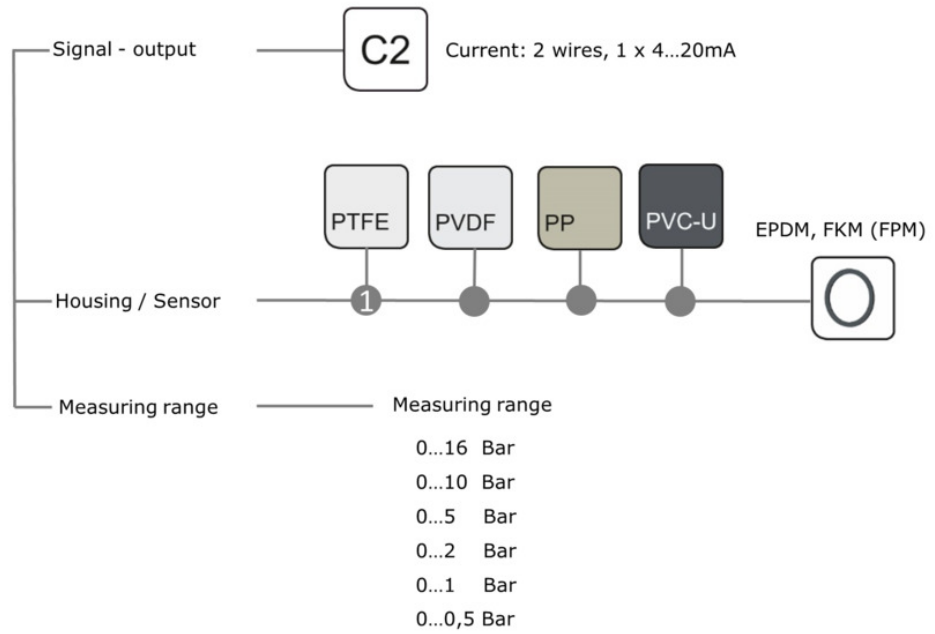 Signal - output
C2
Current: 2 wires, 1 x 4...20mA
PTFE
PVDF
PP
PVC-U
EPDM, FKM (FPM)
Housing / Sensor
1
Measuring range
Measuring range
0...16 Bar
0...10 Bar
0...5 Bar
0...2 Bar
0...1 Bar
0...0,5 Bar